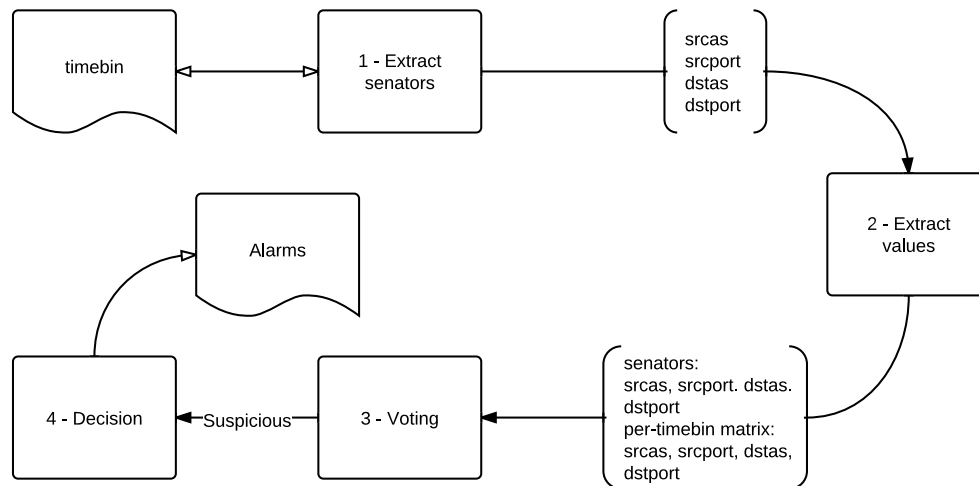 timebin
1 - Extract
senators
srcas
srcport
dstas
dstport
2 - Extract
values
senators:
srcas, srcport. dstas.
dstport
per-timebin matrix:
srcas, srcport, dstas,
dstport
3 - Voting
Suspicious
4 - Decision
Alarms